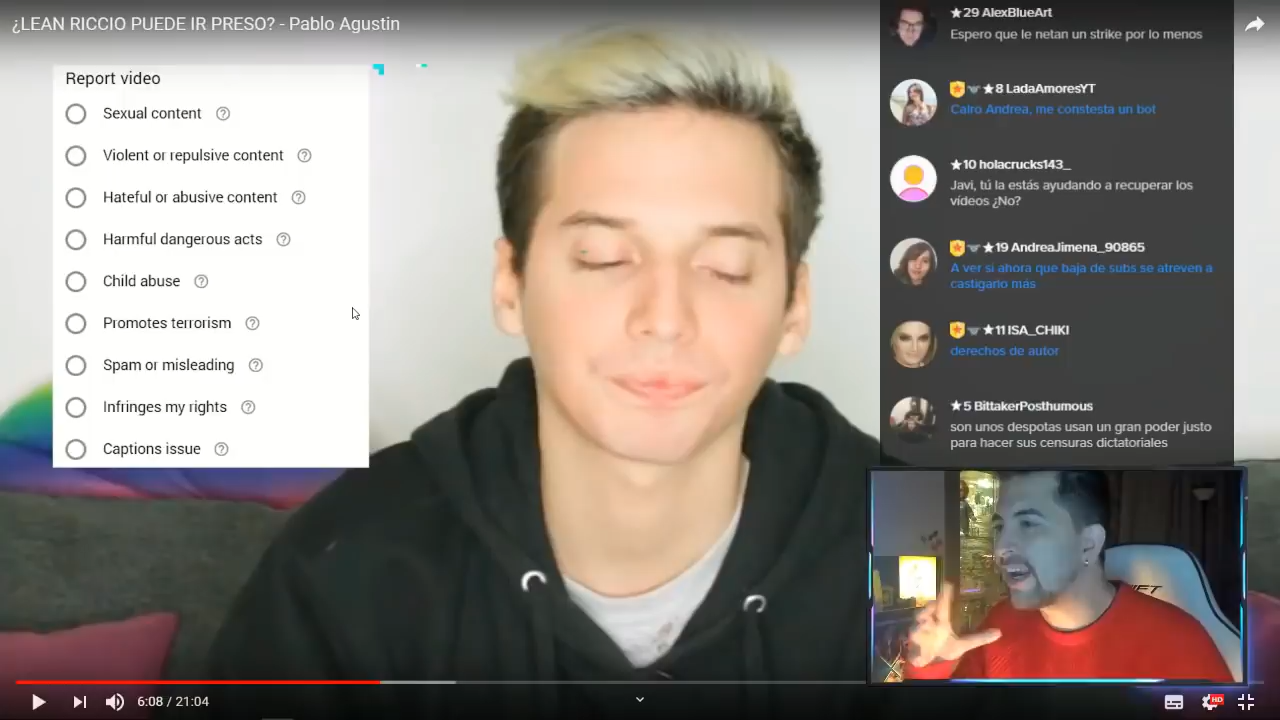 ¿LEAN RICCIO PUEDE IR PRESO? - Pablo Agustin
Report video
Sexual content
Violent or repulsive content
Hateful or abusive content
Harmful dangerous acts
Child abuse
Promotes terrorism
Spam or misleading
Infringes my rights
Captions issue
★29 AlexBlueArt
Espero que le netan un strike por lo menos
★8 LadaAmoresYT
Calro Andrea, me constesta un bot
★10 holacrucks143_
Javi, tú la estás ayudando a recuperar los
vídeos ¿No?
★19 AndreaJimena_90865
A ver si ahora que baja de subs se atreven a
castigarlo más
★11 ISA_CHIKI
derechos de autor
★5 BittakerPosthumous
son unos despotas usan un gran poder justo
para hacer sus censuras dictatoriales
6:08 / 21:04
HD